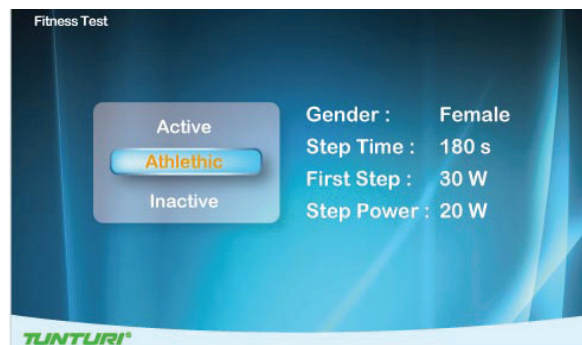 Fitness Test
Active
Athlethic
Inactive
Gender : Female
Step Time : 180 s
First Step : 30 W
Step Power : 20 W
TUNTURI®